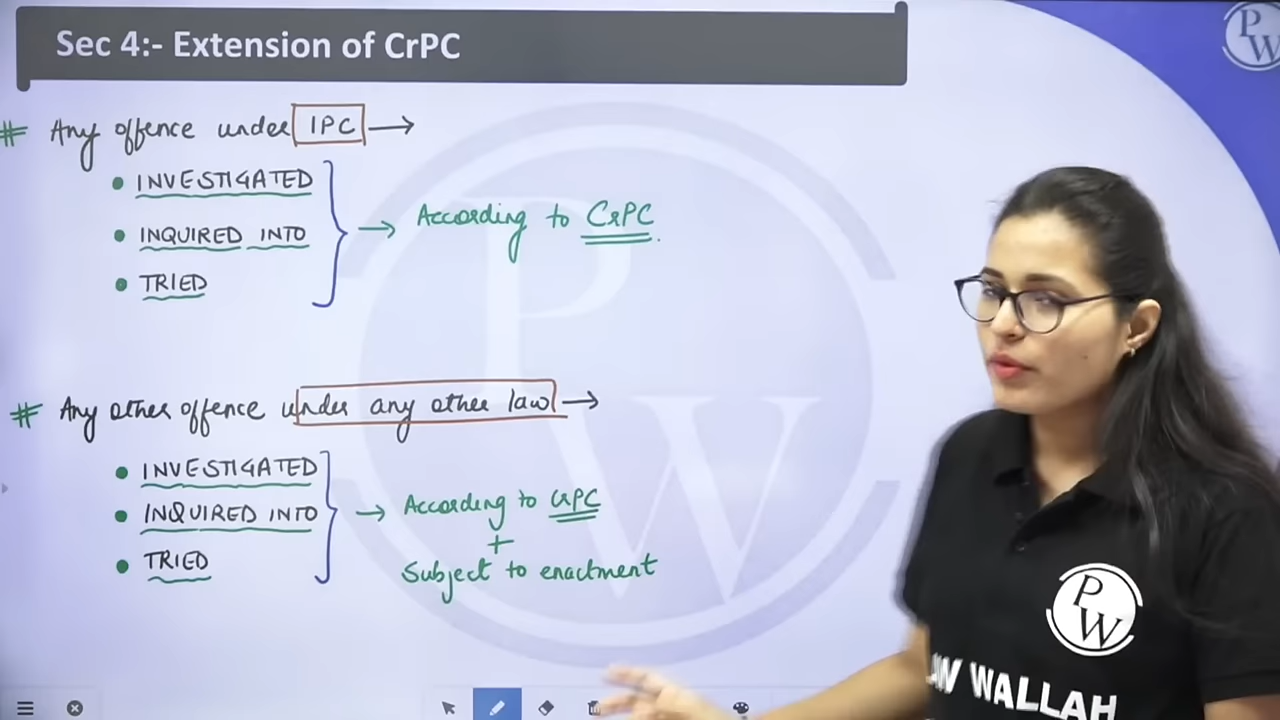 Sec 4:- Extension of CrPC
PW
# Any offence under IPC →
• INVESTIGATED
• INQUIRED INTO
• TRIED
→ According to CrPC.
# Any other offence under any other law →
• INVESTIGATED
• INQUIRED INTO
• TRIED
→ According to CrPC
+
Subject to enactment
PW
PW
AW WALLAH